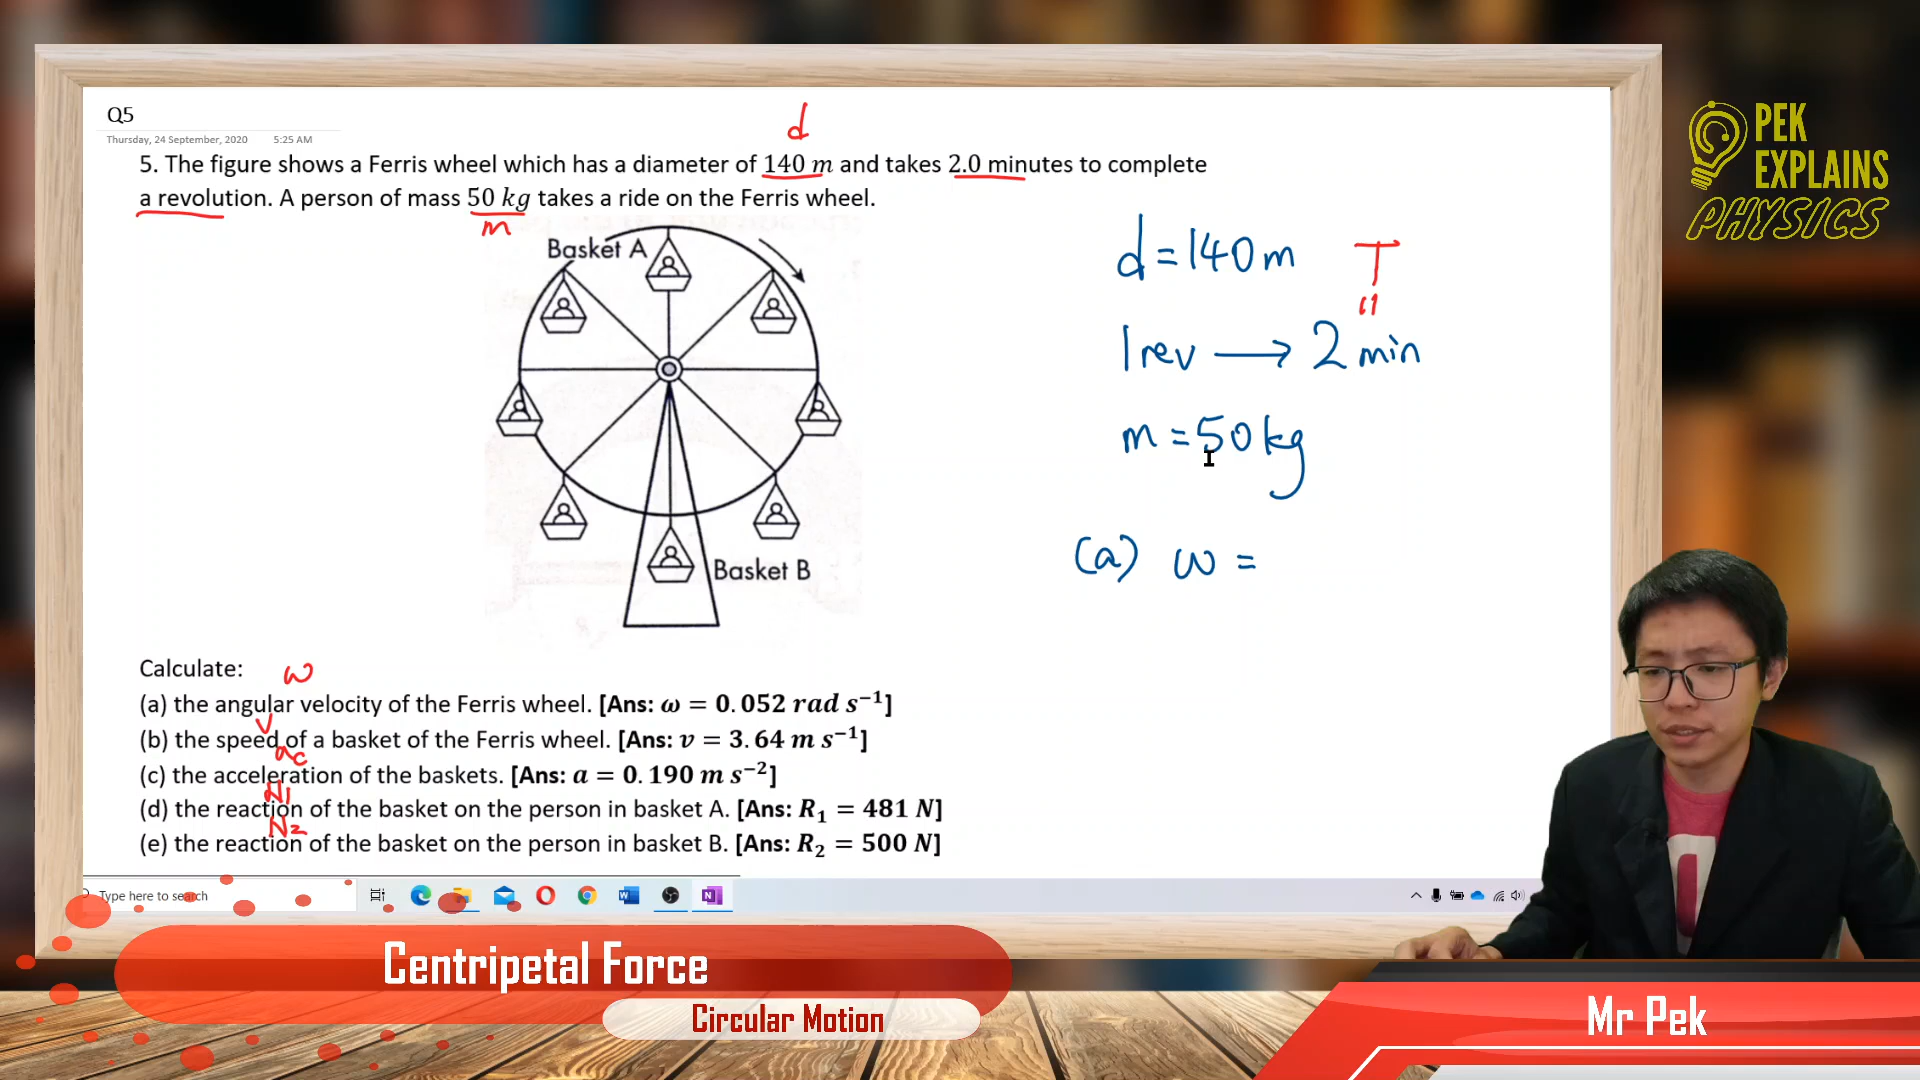 Q5
Thursday, 24 September, 2020 5:25 AM
d
5. The figure shows a Ferris wheel which has a diameter of 140 m and takes 2.0 minutes to complete
a revolution. A person of mass 50 kg takes a ride on the Ferris wheel.
m
Basket A
Basket B
d = 140 m T
"
1 rev → 2 min
m = 50 kg
(a) ω =
Calculate:
ω
(a) the angular velocity of the Ferris wheel. [Ans: ω = 0.052 rad s⁻¹]
v
(b) the speed of a basket of the Ferris wheel. [Ans: v = 3.64 m s⁻¹]
ac
(c) the acceleration of the baskets. [Ans: a = 0.190 m s⁻²]
N1
(d) the reaction of the basket on the person in basket A. [Ans: R₁ = 481 N]
N2
(e) the reaction of the basket on the person in basket B. [Ans: R₂ = 500 N]
Type here to search
PEK
EXPLAINS
PHYSICS
Centripetal Force
Circular Motion
Mr Pek